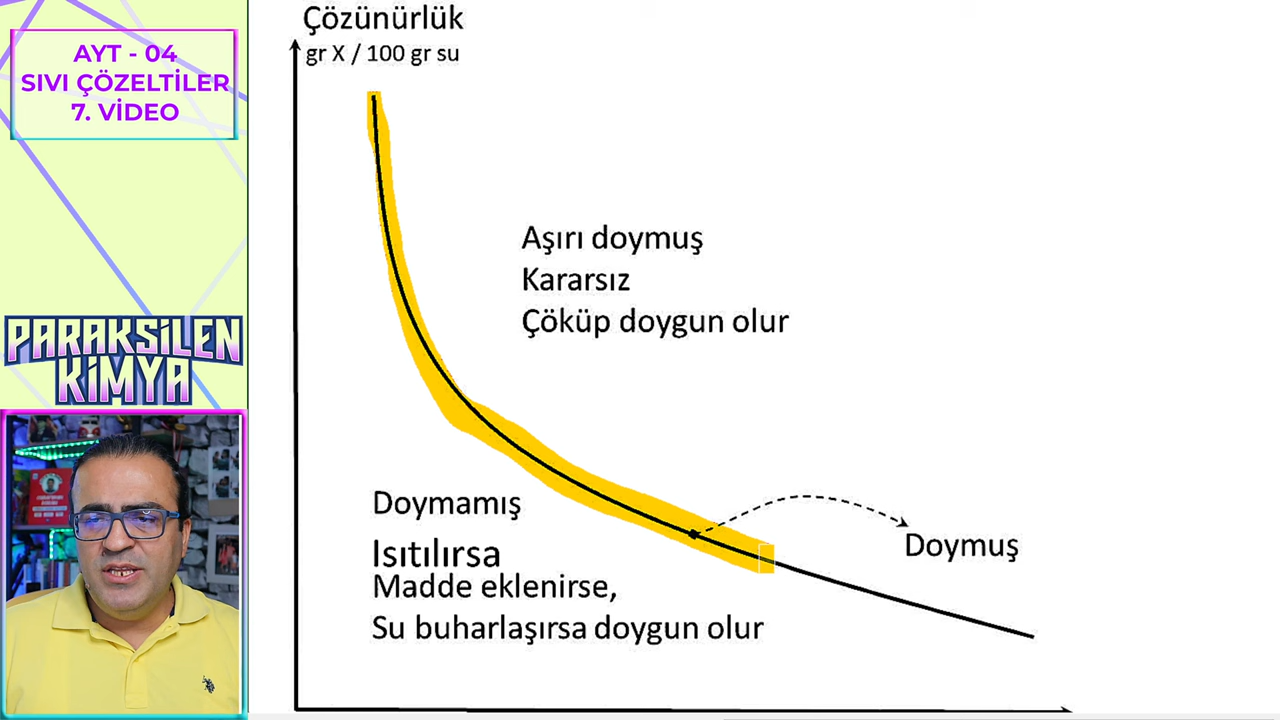 AYT - 04
SIVI ÇÖZELTİLER
7. VİDEO
PARAKSİLEN
KİMYA
Çözünürlük
gr X / 100 gr su
Aşırı doymuş
Kararsız
Çöküp doygun olur
Doymamış
Isıtılırsa
Madde eklenirse,
Su buharlaşırsa doygun olur
Doymuş